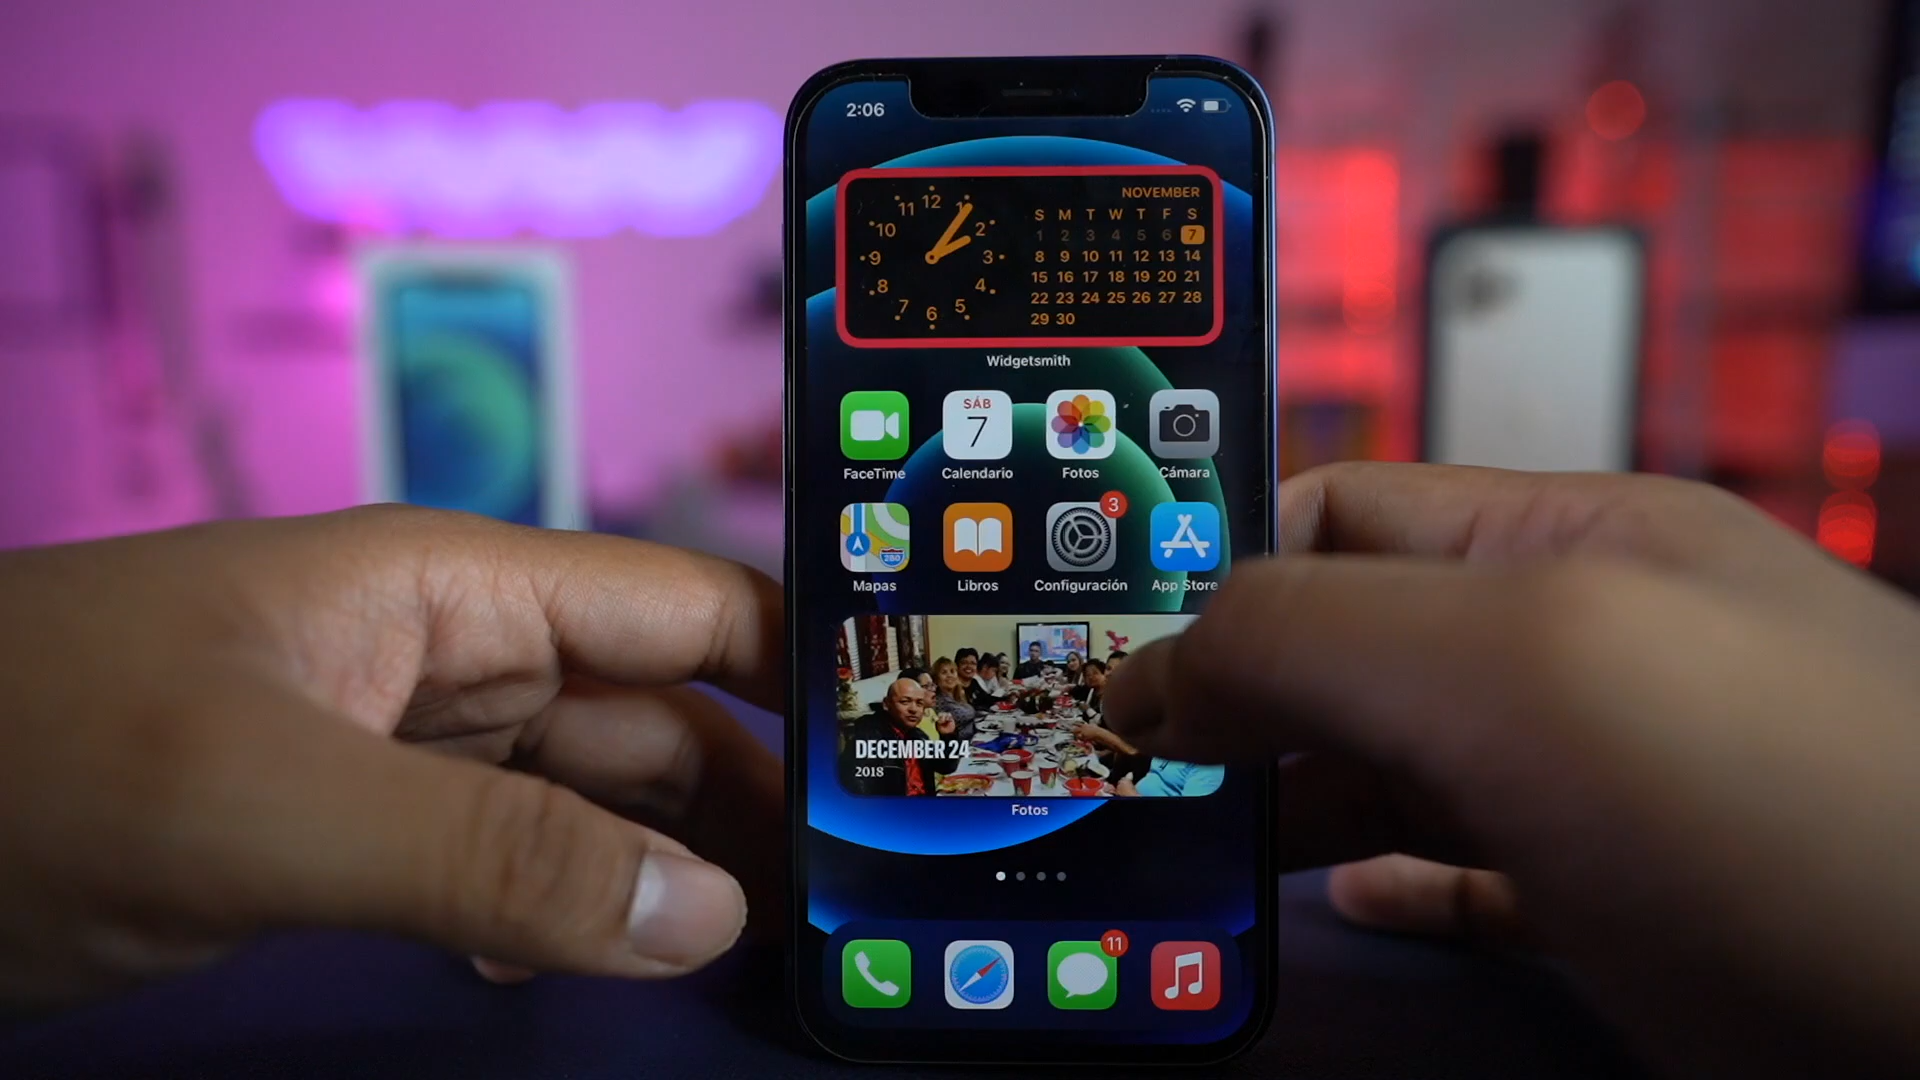 2:06
12
11 1
10 2
9 3
8 4
7 5
6
NOVEMBER
S M T W T F S
1 2 3 4 5 6 7
8 9 10 11 12 13 14
15 16 17 18 19 20 21
22 23 24 25 26 27 28
29 30
Widgetsmith
SÁB
7
FaceTime Calendario Fotos Cámara
280
3
Mapas Libros Configuración App Store
DECEMBER 24
2018
Fotos
11